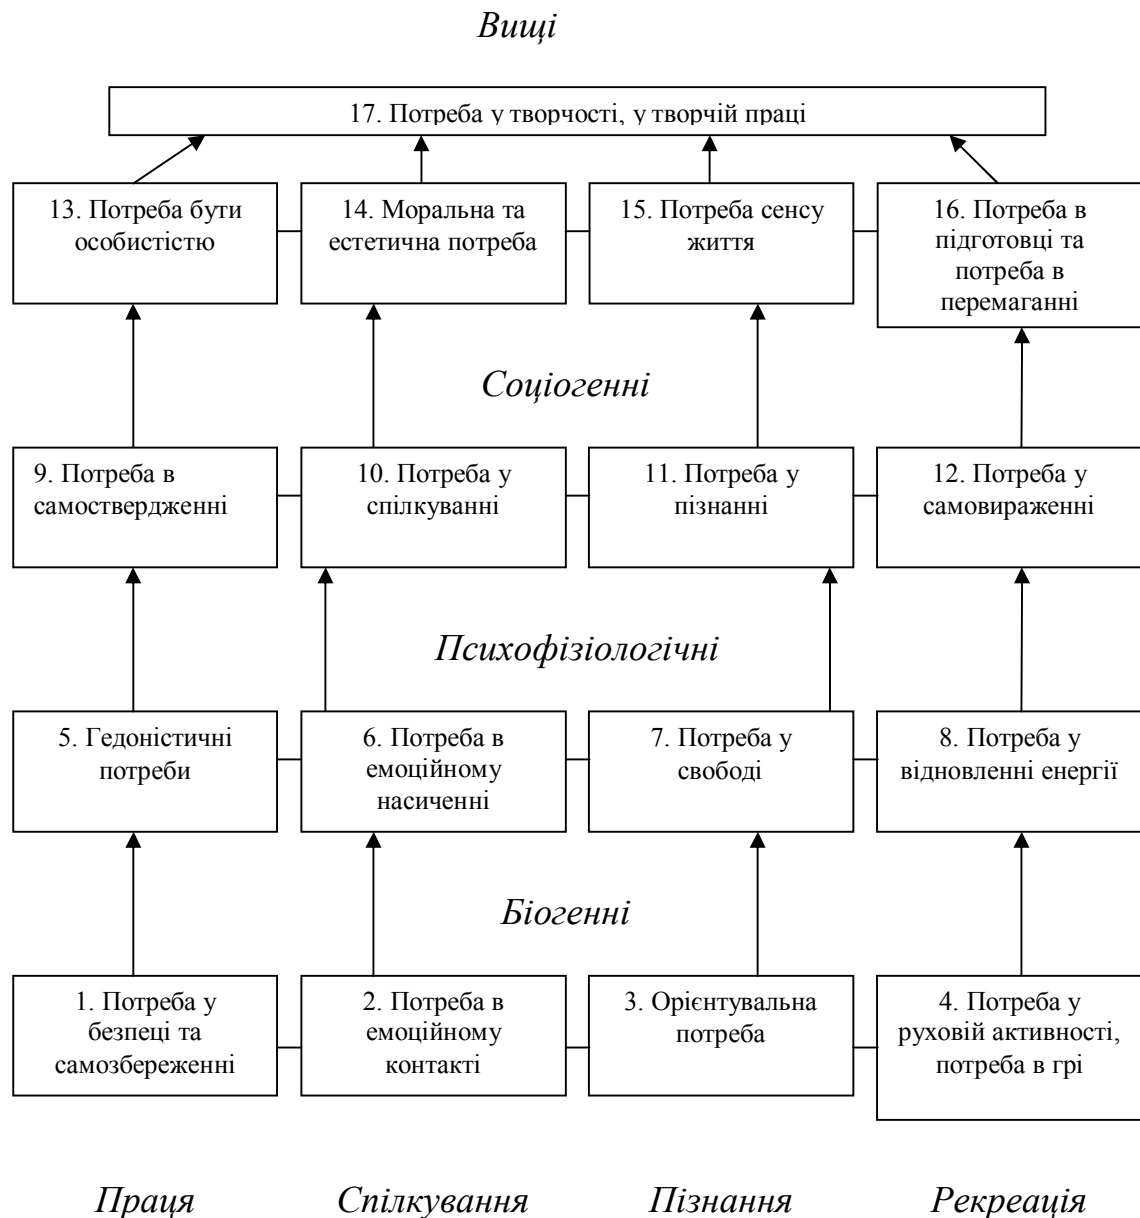 Вищі
17. Потреба у творчості, у творчій праці
13. Потреба бути
особистістю
14. Моральна та
естетична потреба
15. Потреба сенсу
життя
16. Потреба в
підготовці та
потреба в
перемаганні
Соціогенні
9. Потреба в
самоствердженні
10. Потреба у
спілкуванні
11. Потреба у
пізнанні
12. Потреба у
самовираженні
Психофізіологічні
5. Гедоністичні
потреби
6. Потреба в
емоційному
насиченні
7. Потреба у
свободі
8. Потреба у
відновленні енергії
Біогенні
1. Потреба у
безпеці та
самозбереженні
2. Потреба в
емоційному
контакті
3. Орієнтувальна
потреба
4. Потреба у
руховій активності,
потреба в грі
Праця
Спілкування
Пізнання
Рекреація